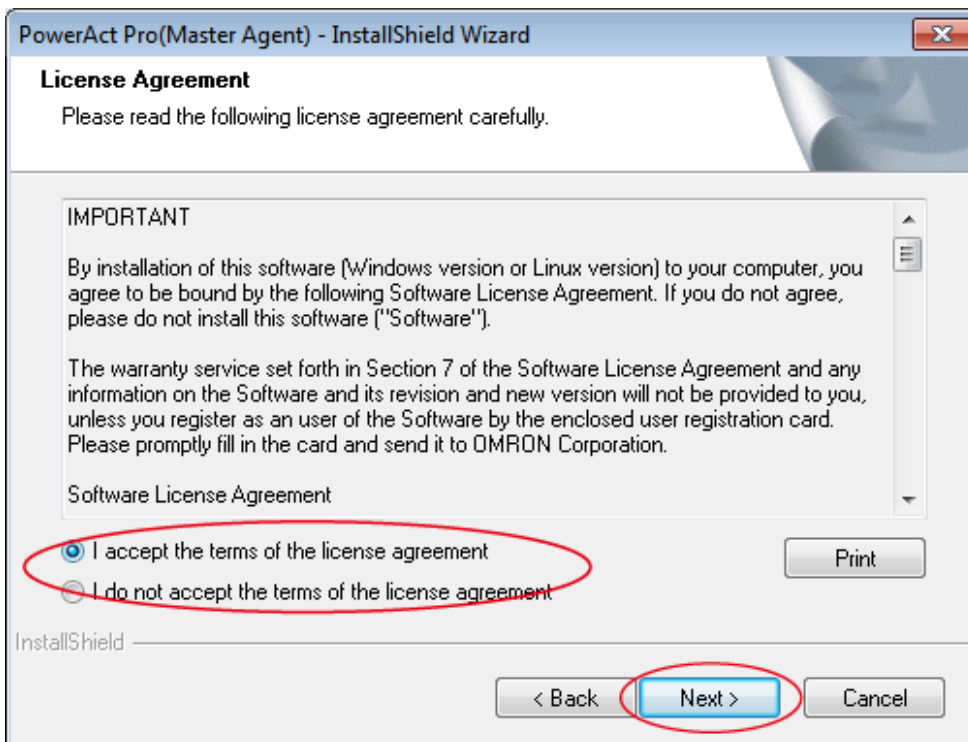 PowerAct Pro(Master Agent) - InstallShield Wizard
License Agreement
Please read the following license agreement carefully.
IMPORTANT
By installation of this software (Windows version or Linux version) to your computer, you
agree to be bound by the following Software License Agreement. If you do not agree,
please do not install this software ("Software").
The warranty service set forth in Section 7 of the Software License Agreement and any
information on the Software and its revision and new version will not be provided to you,
unless you register as an user of the Software by the enclosed user registration card.
Please promptly fill in the card and send it to OMRON Corporation.
Software License Agreement
I accept the terms of the license agreement
Print
I do not accept the terms of the license agreement
InstallShield
< Back
Next >
Cancel